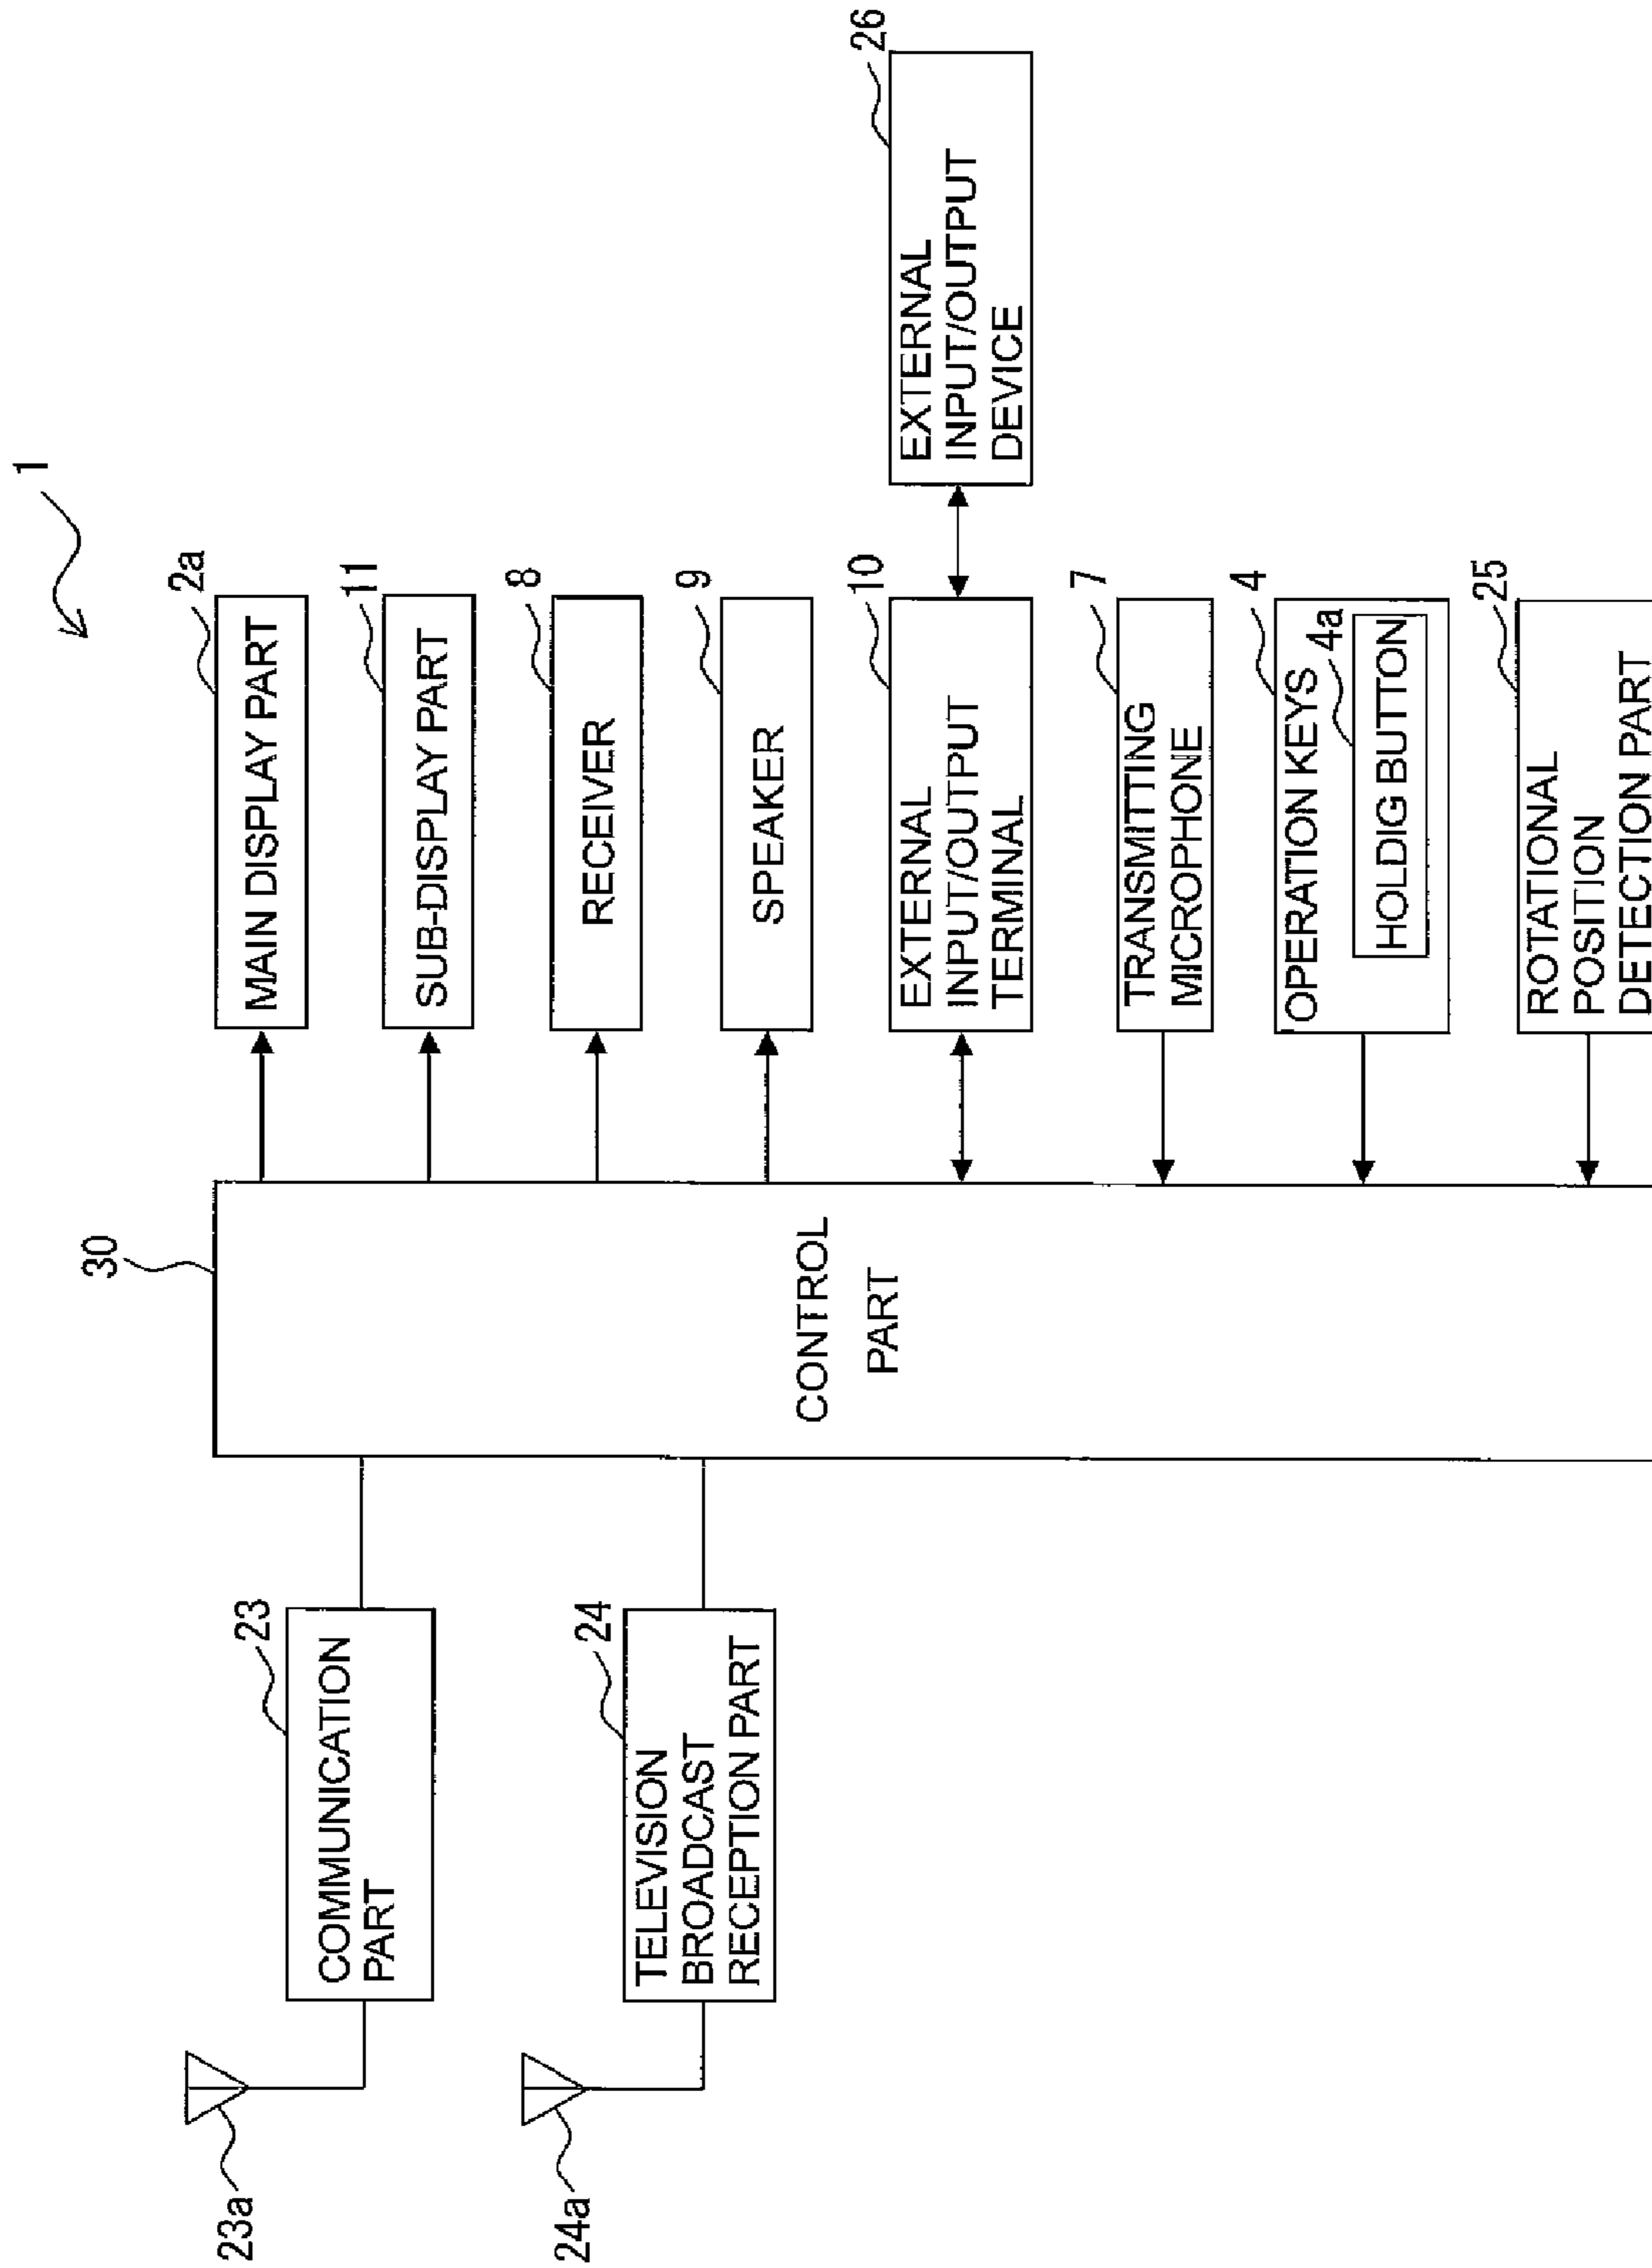 1
30
23
COMMUNICATION
PART
23a
24
TELEVISION
BROADCAST
RECEPTION PART
24a
CONTROL
PART
2a
MAIN DISPLAY PART
11
SUB-DISPLAY PART
8
RECEIVER
9
SPEAKER
10
EXTERNAL
INPUT/OUTPUT
TERMINAL
26
EXTERNAL
INPUT/OUTPUT
DEVICE
7
TRANSMITTING
MICROPHONE
4
OPERATION KEYS
4a
HOLDIG BUTTON
25
ROTATIONAL
POSITION
DETECTION PART